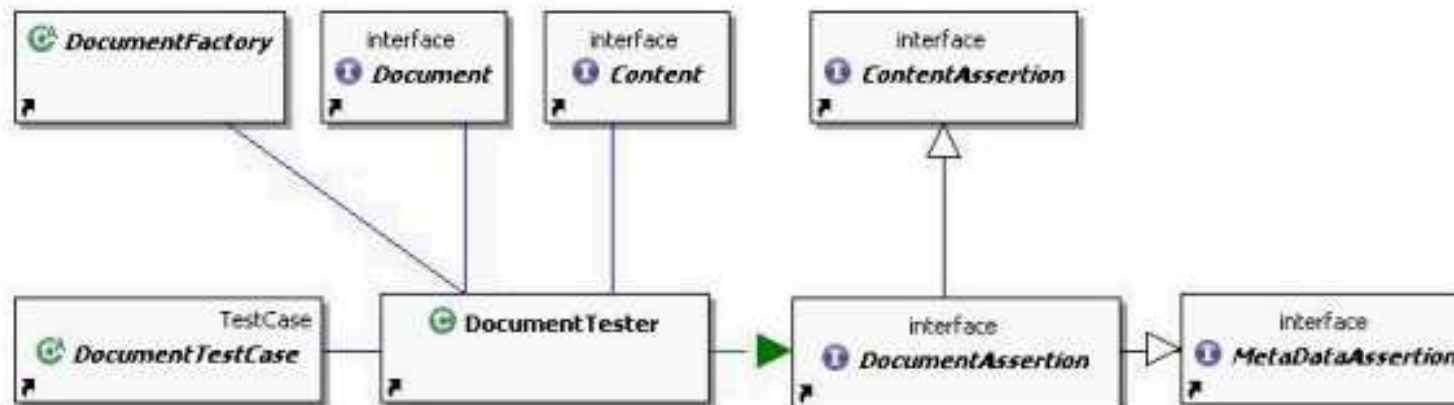 DocumentFactory
interface
Document
interface
Content
interface
ContentAssertion
TestCase
DocumentTestCase
DocumentTester
interface
DocumentAssertion
interface
MetaDataAssertion